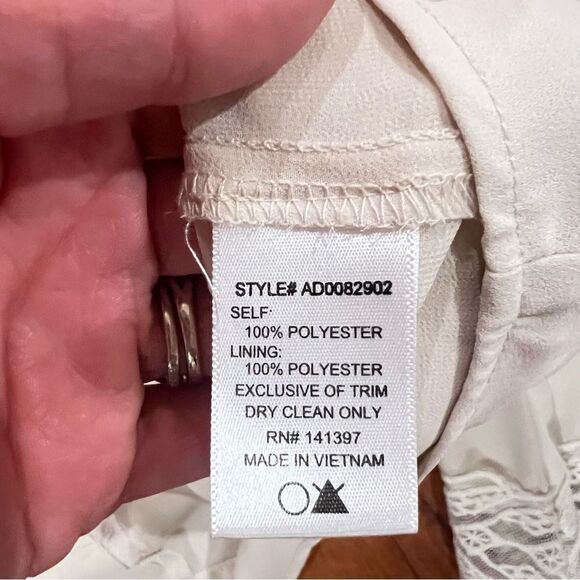 STYLE# AD0082902
SELF:
100% POLYESTER
LINING:
100% POLYESTER
EXCLUSIVE OF TRIM
DRY CLEAN ONLY
RN# 141397
MADE IN VIETNAM